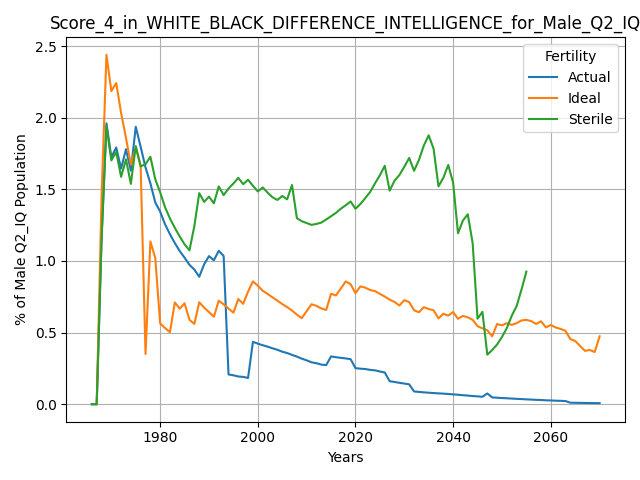 Score_4_in_WHITE_BLACK_DIFFERENCE_INTELLIGENCE_for_Male_Q2_IQ
% of Male Q2_IQ Population
2.5
2.0
1.5
1.0
0.5
0.0
Fertility
Actual
Ideal
Sterile
1980
2000
2020
2040
2060
Years